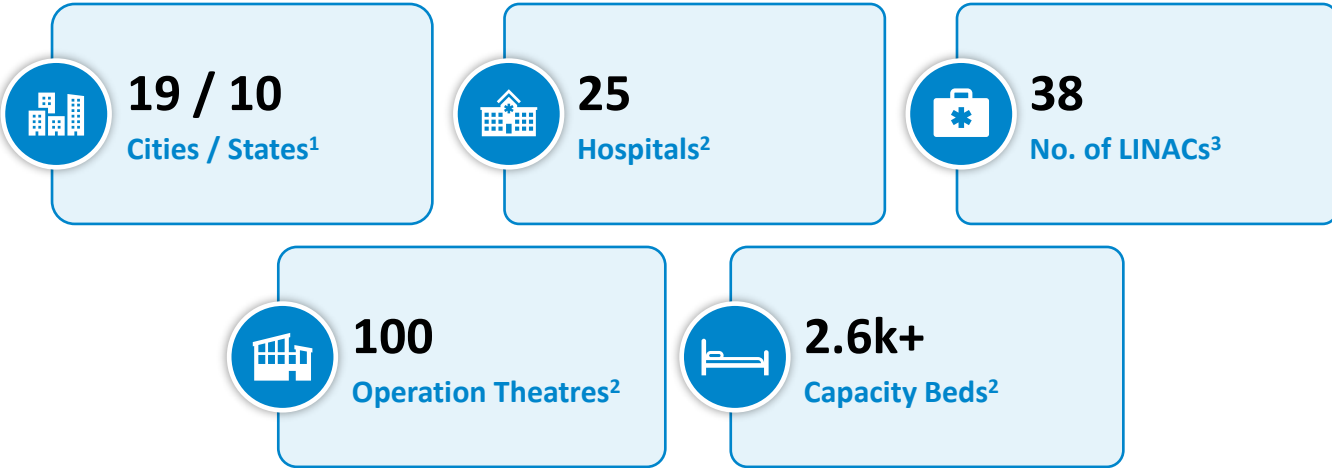 19 / 10
Cities / States¹
25
Hospitals²
38
No. of LINACs³
100
Operation Theatres²
2.6k+
Capacity Beds²